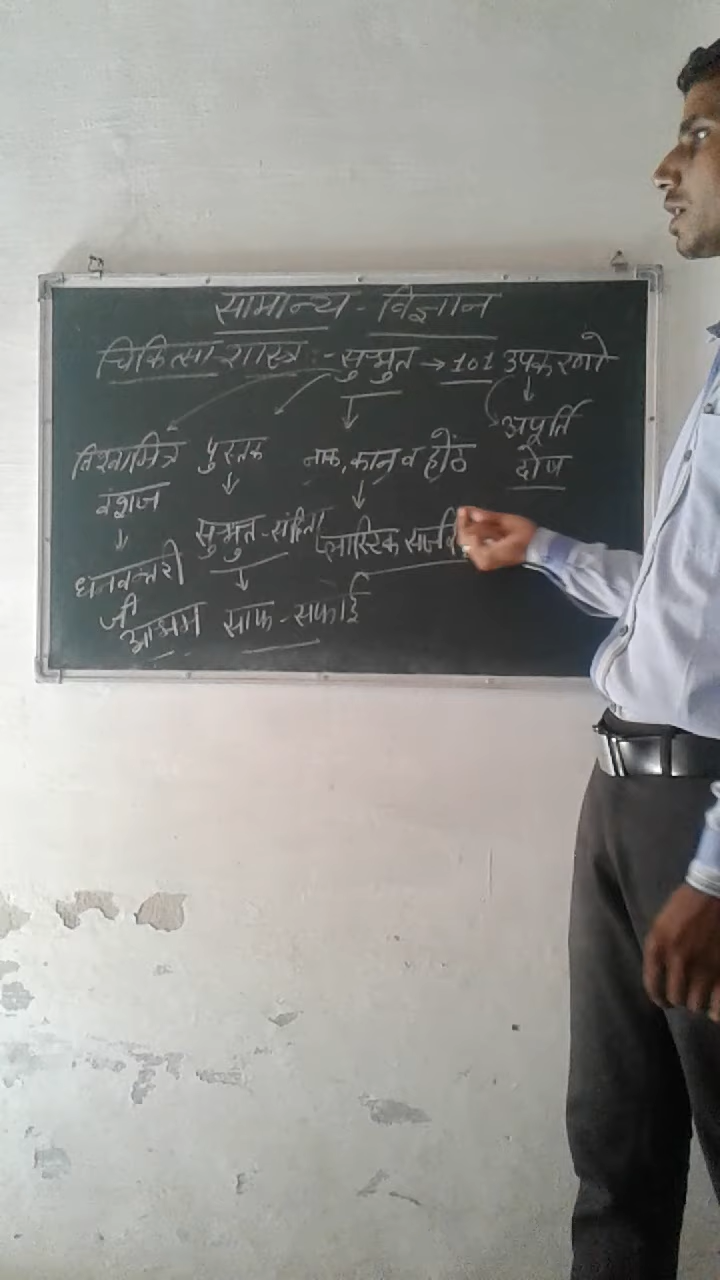 सामान्य - विज्ञान
चिकित्सा शास्त्र :- सुश्रुत → 101 उपकरणो
विश्वामित्र पुस्तक नाक, कान व होंठ अपूर्ति
वंशज दोष
धनवन्तरी सुश्रुत - संहिता प्लास्टिक सर्जरी
जी
आश्रम साफ - सफाई